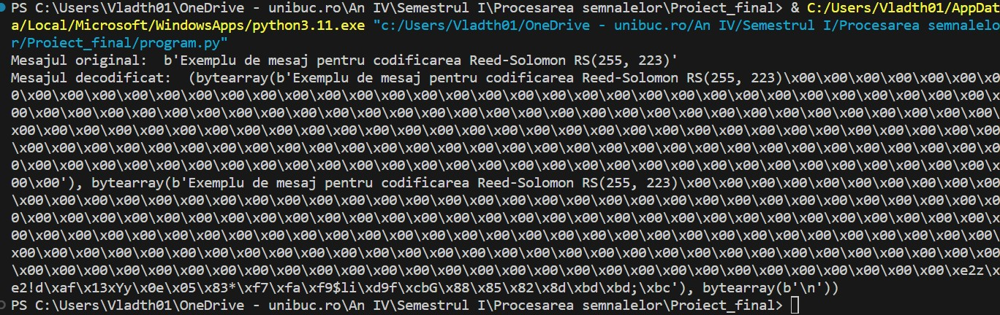 PS C:\Users\Vladth01\OneDrive - unibuc.ro\An IV\Semestrul I\Procesarea semnalelor\Proiect_final> & C:/Users/Vladth01/AppDat
a/Local/Microsoft/WindowsApps/python3.11.exe "c:/Users/Vladth01/OneDrive - unibuc.ro/An IV/Semestrul I/Procesarea semnalelo
r/Proiect_final/program.py"
Mesajul original:  b'Exemplu de mesaj pentru codificarea Reed-Solomon RS(255, 223)'
Mesajul decodificat:  (bytearray(b'Exemplu de mesaj pentru codificarea Reed-Solomon RS(255, 223)\x00\x00\x00\x00\x00\x00\x0
0\x00\x00\x00\x00\x00\x00\x00\x00\x00\x00\x00\x00\x00\x00\x00\x00\x00\x00\x00\x00\x00\x00\x00\x00\x00\x00\x00\x00\x00\x00\x
00\x00\x00\x00\x00\x00\x00\x00\x00\x00\x00\x00\x00\x00\x00\x00\x00\x00\x00\x00\x00\x00\x00\x00\x00\x00\x00\x00\x00\x00\x00\
x00\x00\x00\x00\x00\x00\x00\x00\x00\x00\x00\x00\x00\x00\x00\x00\x00\x00\x00\x00\x00\x00\x00\x00\x00\x00\x00\x00\x00\x00\x00
\x00\x00\x00\x00\x00\x00\x00\x00\x00\x00\x00\x00\x00\x00\x00\x00\x00\x00\x00\x00\x00\x00\x00\x00\x00\x00\x00\x00\x00\x00\x0
0\x00\x00\x00\x00\x00\x00\x00\x00\x00\x00\x00\x00\x00\x00\x00\x00\x00\x00\x00\x00\x00\x00\x00\x00\x00\x00\x00\x00\x00\x00\x
00\x00'), bytearray(b'Exemplu de mesaj pentru codificarea Reed-Solomon RS(255, 223)\x00\x00\x00\x00\x00\x00\x00\x00\x00\x00
\x00\x00\x00\x00\x00\x00\x00\x00\x00\x00\x00\x00\x00\x00\x00\x00\x00\x00\x00\x00\x00\x00\x00\x00\x00\x00\x00\x00\x00\x00\x0
0\x00\x00\x00\x00\x00\x00\x00\x00\x00\x00\x00\x00\x00\x00\x00\x00\x00\x00\x00\x00\x00\x00\x00\x00\x00\x00\x00\x00\x00\x00\x
00\x00\x00\x00\x00\x00\x00\x00\x00\x00\x00\x00\x00\x00\x00\x00\x00\x00\x00\x00\x00\x00\x00\x00\x00\x00\x00\x00\x00\x00\x00\
x00\x00\x00\x00\x00\x00\x00\x00\x00\x00\x00\x00\x00\x00\x00\x00\x00\x00\x00\x00\x00\x00\x00\x00\x00\x00\x00\x00\x00\x00\x00
\x00\x00\x00\x00\x00\x00\x00\x00\x00\x00\x00\x00\x00\x00\x00\x00\x00\x00\x00\x00\x00\x00\x00\x00\x00\x00\x00\x00\x00\xe2z\x
e2!d\xaf\x13xYy\x0e\x05\x83*\xf7\xfa\xf9$li\xd9f\xcbG\x88\x85\x82\x8d\xbd\xbd;\xbc'), bytearray(b'\n'))
PS C:\Users\Vladth01\OneDrive - unibuc.ro\An IV\Semestrul I\Procesarea semnalelor\Proiect_final>